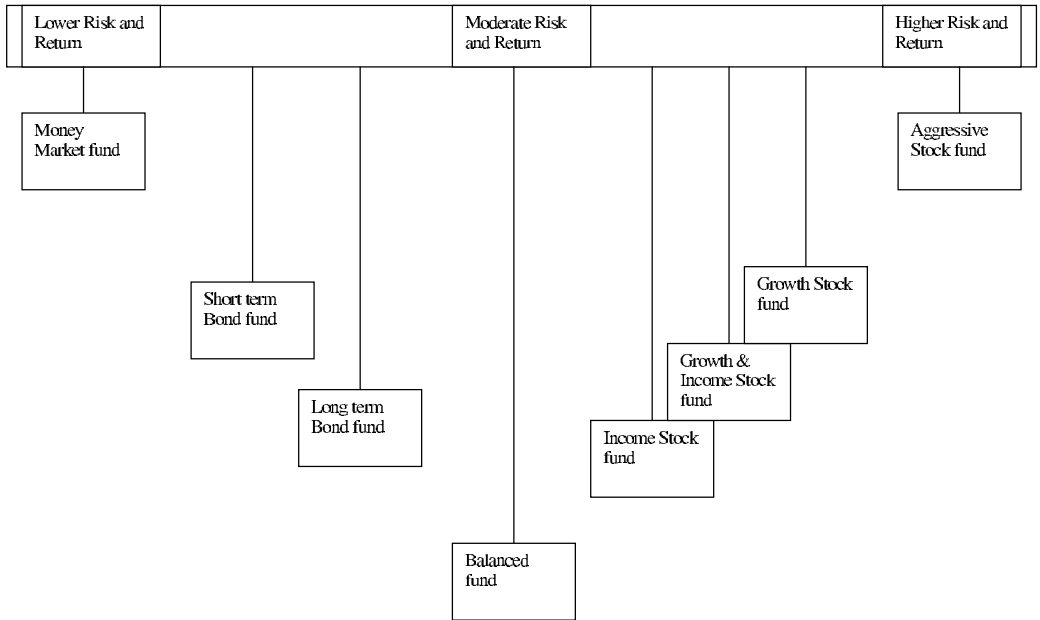 Lower Risk and
Return
Moderate Risk
and Return
Higher Risk and
Return
Money
Market fund
Aggressive
Stock fund
Short term
Bond fund
Growth Stock
fund
Growth &
Income Stock
fund
Long term
Bond fund
Income Stock
fund
Balanced
fund